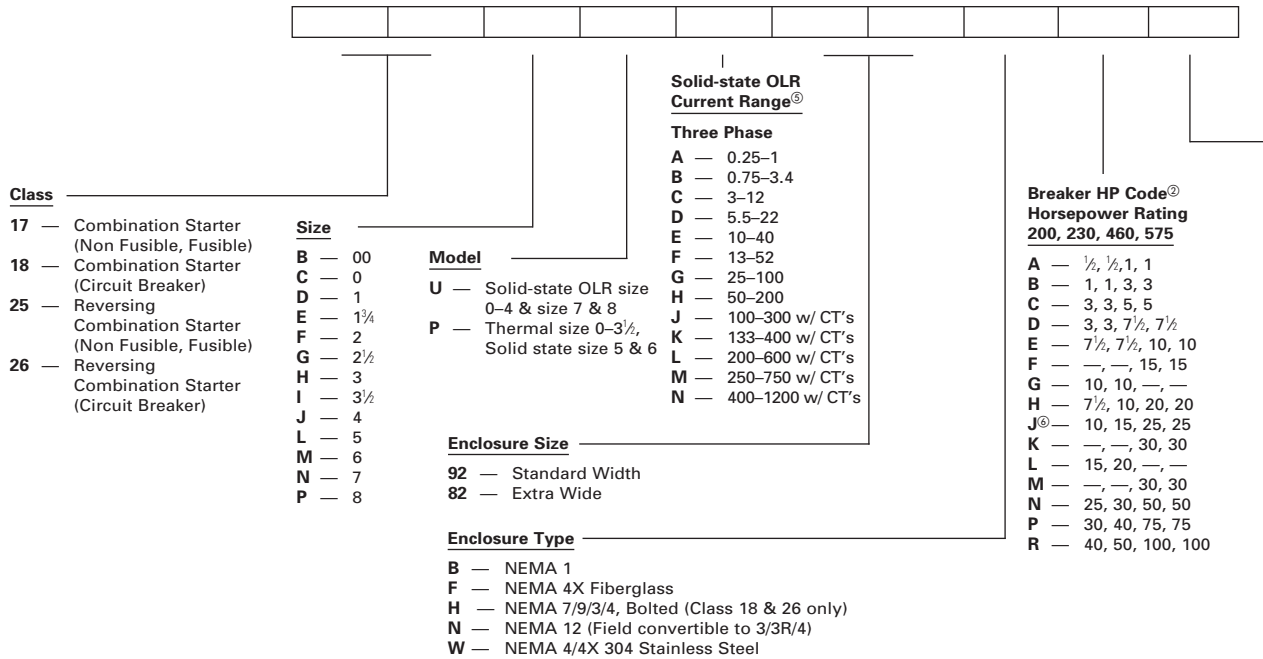 Solid-state OLR
Current Range⑤
Three Phase
A — 0.25–1
B — 0.75–3.4
C — 3–12
D — 5.5–22
E — 10–40
F — 13–52
G — 25–100
H — 50–200
J — 100–300 w/ CT's
K — 133–400 w/ CT's
L — 200–600 w/ CT's
M — 250–750 w/ CT's
N — 400–1200 w/ CT's
Class
17 — Combination Starter
(Non Fusible, Fusible)
18 — Combination Starter
(Circuit Breaker)
25 — Reversing
Combination Starter
(Non Fusible, Fusible)
26 — Reversing
Combination Starter
(Circuit Breaker)
Size
B — 00
C — 0
D — 1
E — 1¾
F — 2
G — 2½
H — 3
I — 3½
J — 4
L — 5
M — 6
N — 7
P — 8
Model
U — Solid-state OLR size
0–4 & size 7 & 8
P — Thermal size 0–3½,
Solid state size 5 & 6
Breaker HP Code②
Horsepower Rating
200, 230, 460, 575
A — ½, ½,1, 1
B — 1, 1, 3, 3
C — 3, 3, 5, 5
D — 3, 3, 7½, 7½
E — 7½, 7½, 10, 10
F — —, —, 15, 15
G — 10, 10, —, —
H — 7½, 10, 20, 20
J⑥— 10, 15, 25, 25
K — —, —, 30, 30
L — 15, 20, —, —
M — —, —, 30, 30
N — 25, 30, 50, 50
P — 30, 40, 75, 75
R — 40, 50, 100, 100
Enclosure Size
92 — Standard Width
82 — Extra Wide
Enclosure Type
B — NEMA 1
F — NEMA 4X Fiberglass
H — NEMA 7/9/3/4, Bolted (Class 18 & 26 only)
N — NEMA 12 (Field convertible to 3/3R/4)
W — NEMA 4/4X 304 Stainless Steel